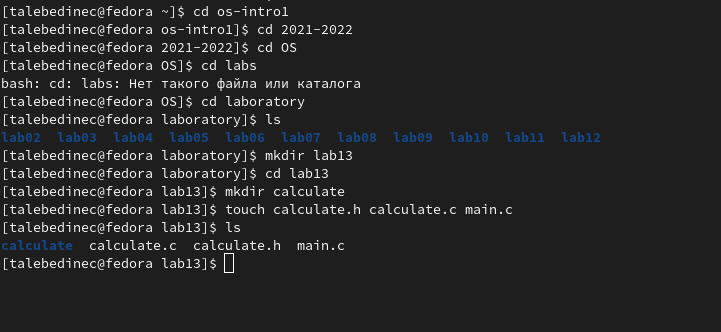 [talebedinec@fedora ~]$ cd os-intro1
[talebedinec@fedora os-intro1]$ cd 2021-2022
[talebedinec@fedora 2021-2022]$ cd OS
[talebedinec@fedora OS]$ cd labs
bash: cd: labs: Нет такого файла или каталога
[talebedinec@fedora OS]$ cd laboratory
[talebedinec@fedora laboratory]$ ls
lab02  lab03  lab04  lab05  lab06  lab07  lab08  lab09  lab10  lab11  lab12
[talebedinec@fedora laboratory]$ mkdir lab13
[talebedinec@fedora laboratory]$ cd lab13
[talebedinec@fedora lab13]$ mkdir calculate
[talebedinec@fedora lab13]$ touch calculate.h calculate.c main.c
[talebedinec@fedora lab13]$ ls
calculate  calculate.c  calculate.h  main.c
[talebedinec@fedora lab13]$